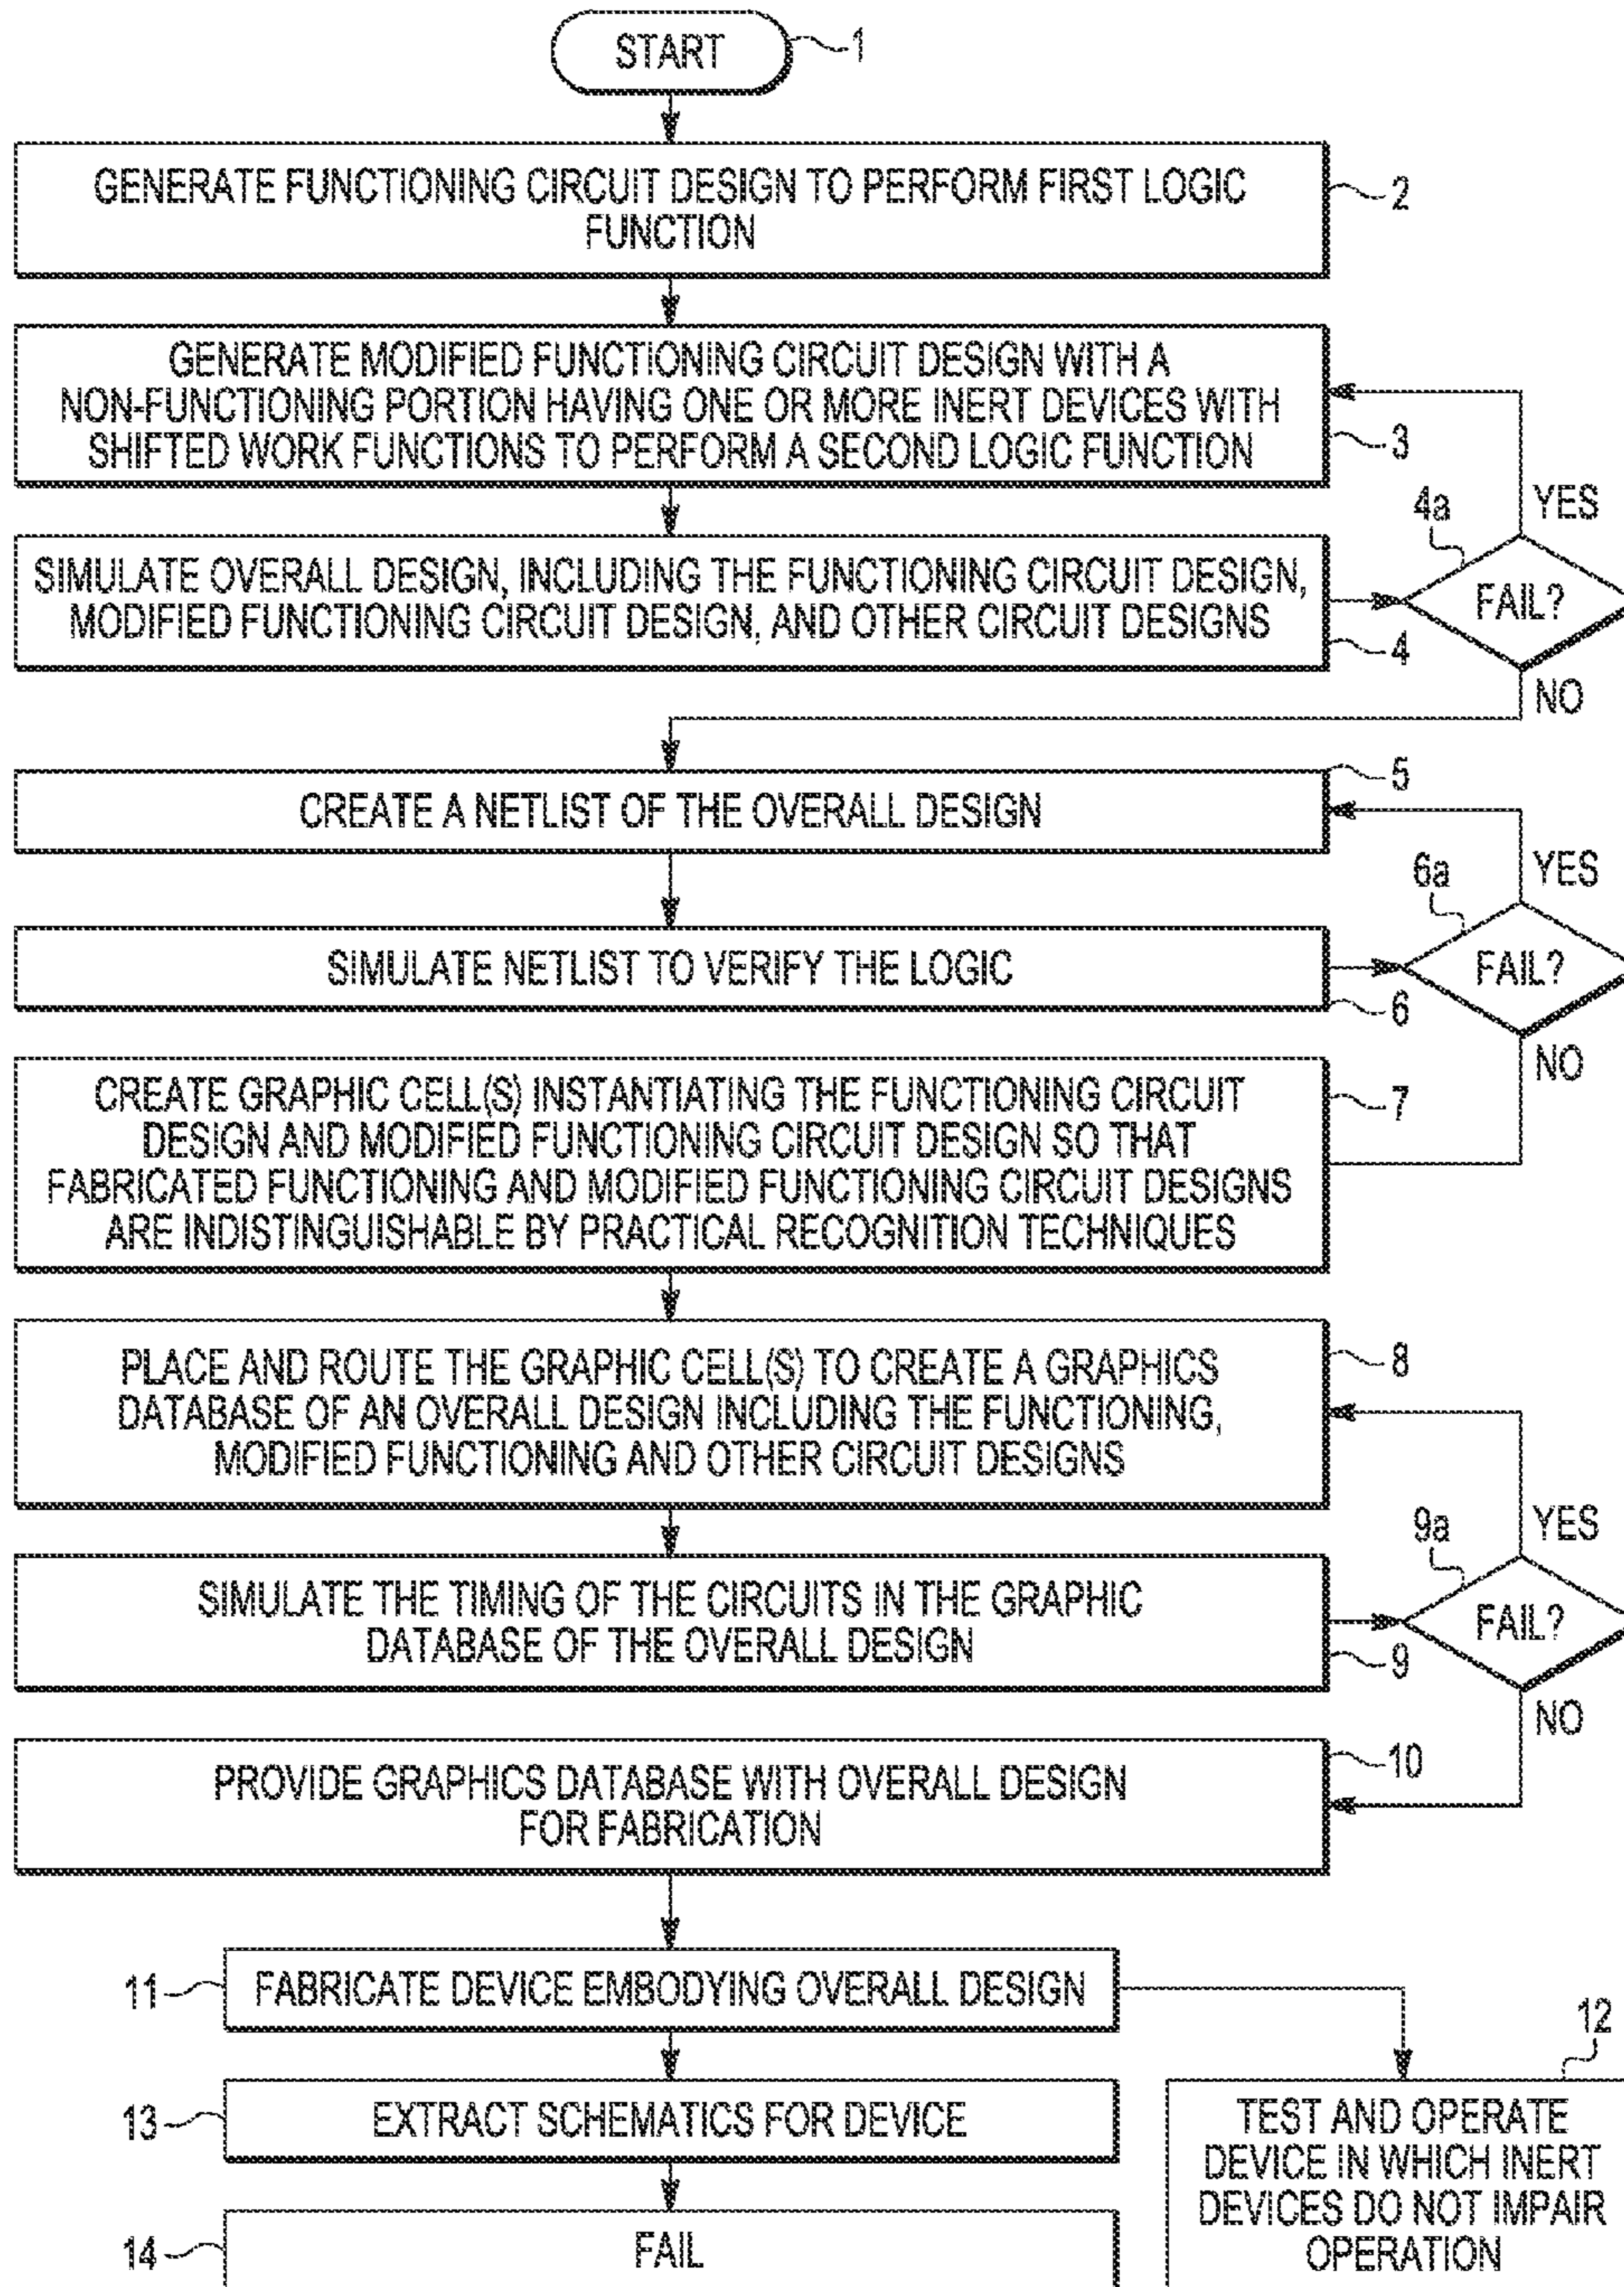 START
1
GENERATE FUNCTIONING CIRCUIT DESIGN TO PERFORM FIRST LOGIC
FUNCTION
2
GENERATE MODIFIED FUNCTIONING CIRCUIT DESIGN WITH A
NON-FUNCTIONING PORTION HAVING ONE OR MORE INERT DEVICES WITH
SHIFTED WORK FUNCTIONS TO PERFORM A SECOND LOGIC FUNCTION
3
SIMULATE OVERALL DESIGN, INCLUDING THE FUNCTIONING CIRCUIT DESIGN,
MODIFIED FUNCTIONING CIRCUIT DESIGN, AND OTHER CIRCUIT DESIGNS
4
4a
YES
FAIL?
NO
CREATE A NETLIST OF THE OVERALL DESIGN
5
SIMULATE NETLIST TO VERIFY THE LOGIC
6
6a
YES
FAIL?
NO
CREATE GRAPHIC CELL(S) INSTANTIATING THE FUNCTIONING CIRCUIT
DESIGN AND MODIFIED FUNCTIONING CIRCUIT DESIGN SO THAT
FABRICATED FUNCTIONING AND MODIFIED FUNCTIONING CIRCUIT DESIGNS
ARE INDISTINGUISHABLE BY PRACTICAL RECOGNITION TECHNIQUES
7
PLACE AND ROUTE THE GRAPHIC CELL(S) TO CREATE A GRAPHICS
DATABASE OF AN OVERALL DESIGN INCLUDING THE FUNCTIONING,
MODIFIED FUNCTIONING AND OTHER CIRCUIT DESIGNS
8
SIMULATE THE TIMING OF THE CIRCUITS IN THE GRAPHIC
DATABASE OF THE OVERALL DESIGN
9
9a
YES
FAIL?
NO
PROVIDE GRAPHICS DATABASE WITH OVERALL DESIGN
FOR FABRICATION
10
11
FABRICATE DEVICE EMBODYING OVERALL DESIGN
12
TEST AND OPERATE
DEVICE IN WHICH INERT
DEVICES DO NOT IMPAIR
OPERATION
13
EXTRACT SCHEMATICS FOR DEVICE
14
FAIL